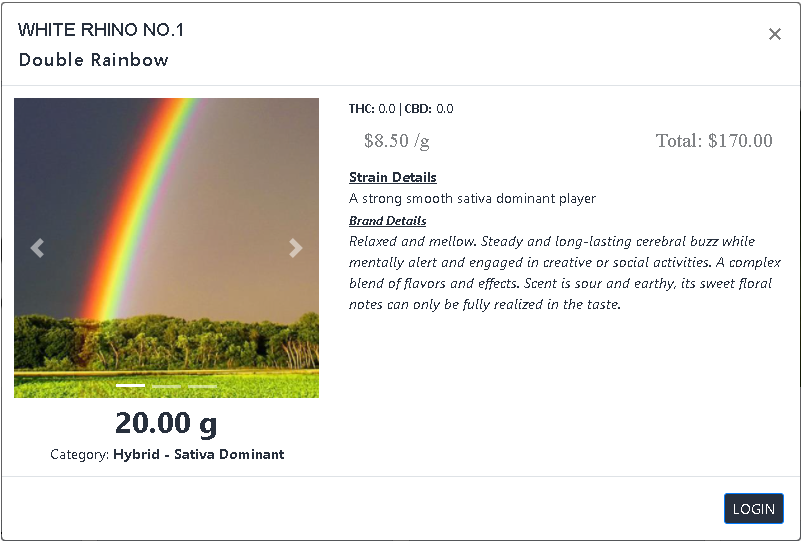 WHITE RHINO NO.1
Double Rainbow
×
THC: 0.0 | CBD: 0.0
$8.50 /g
Total: $170.00
Strain Details
A strong smooth sativa dominant player
Brand Details
Relaxed and mellow. Steady and long-lasting cerebral buzz while
mentally alert and engaged in creative or social activities. A complex
blend of flavors and effects. Scent is sour and earthy, its sweet floral
notes can only be fully realized in the taste.
20.00 g
Category: Hybrid - Sativa Dominant
LOGIN